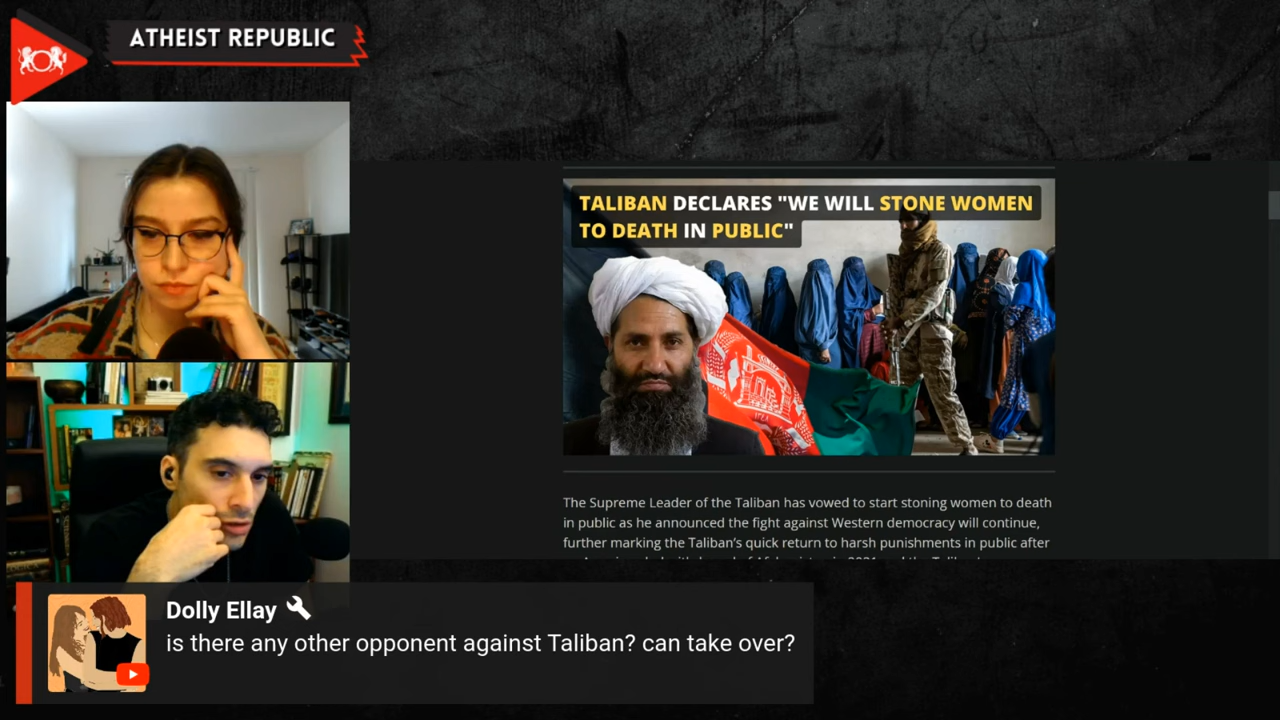 ATHEIST REPUBLIC
TALIBAN DECLARES "WE WILL STONE WOMEN
TO DEATH IN PUBLIC"
The Supreme Leader of the Taliban has vowed to start stoning women to death
in public as he announced the fight against Western democracy will continue,
further marking the Taliban's quick return to harsh punishments in public after
Dolly Ellay
is there any other opponent against Taliban? can take over?